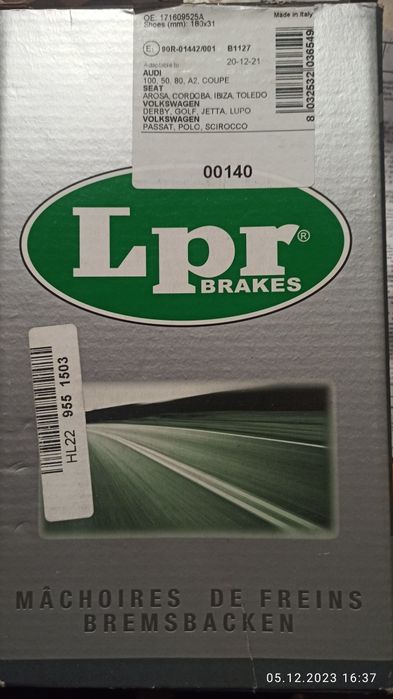 OE: 171609525A
Made in Italy
Shoes (mm): 180x31
E 90R-01442/001 B1127
20-12-21
Adaptable to
AUDI
100, 50, 80, A2, COUPE
SEAT
AROSA, CORDOBA, IBIZA, TOLEDO
VOLKSWAGEN
DERBY, GOLF, JETTA, LUPO
VOLKSWAGEN
PASSAT, POLO, SCIROCCO
8 032532 036549
00140
Lpr®
BRAKES
HL22 955 1503
MÂCHOIRES DE FREINS
BREMSBACKEN
05.12.2023 16:37